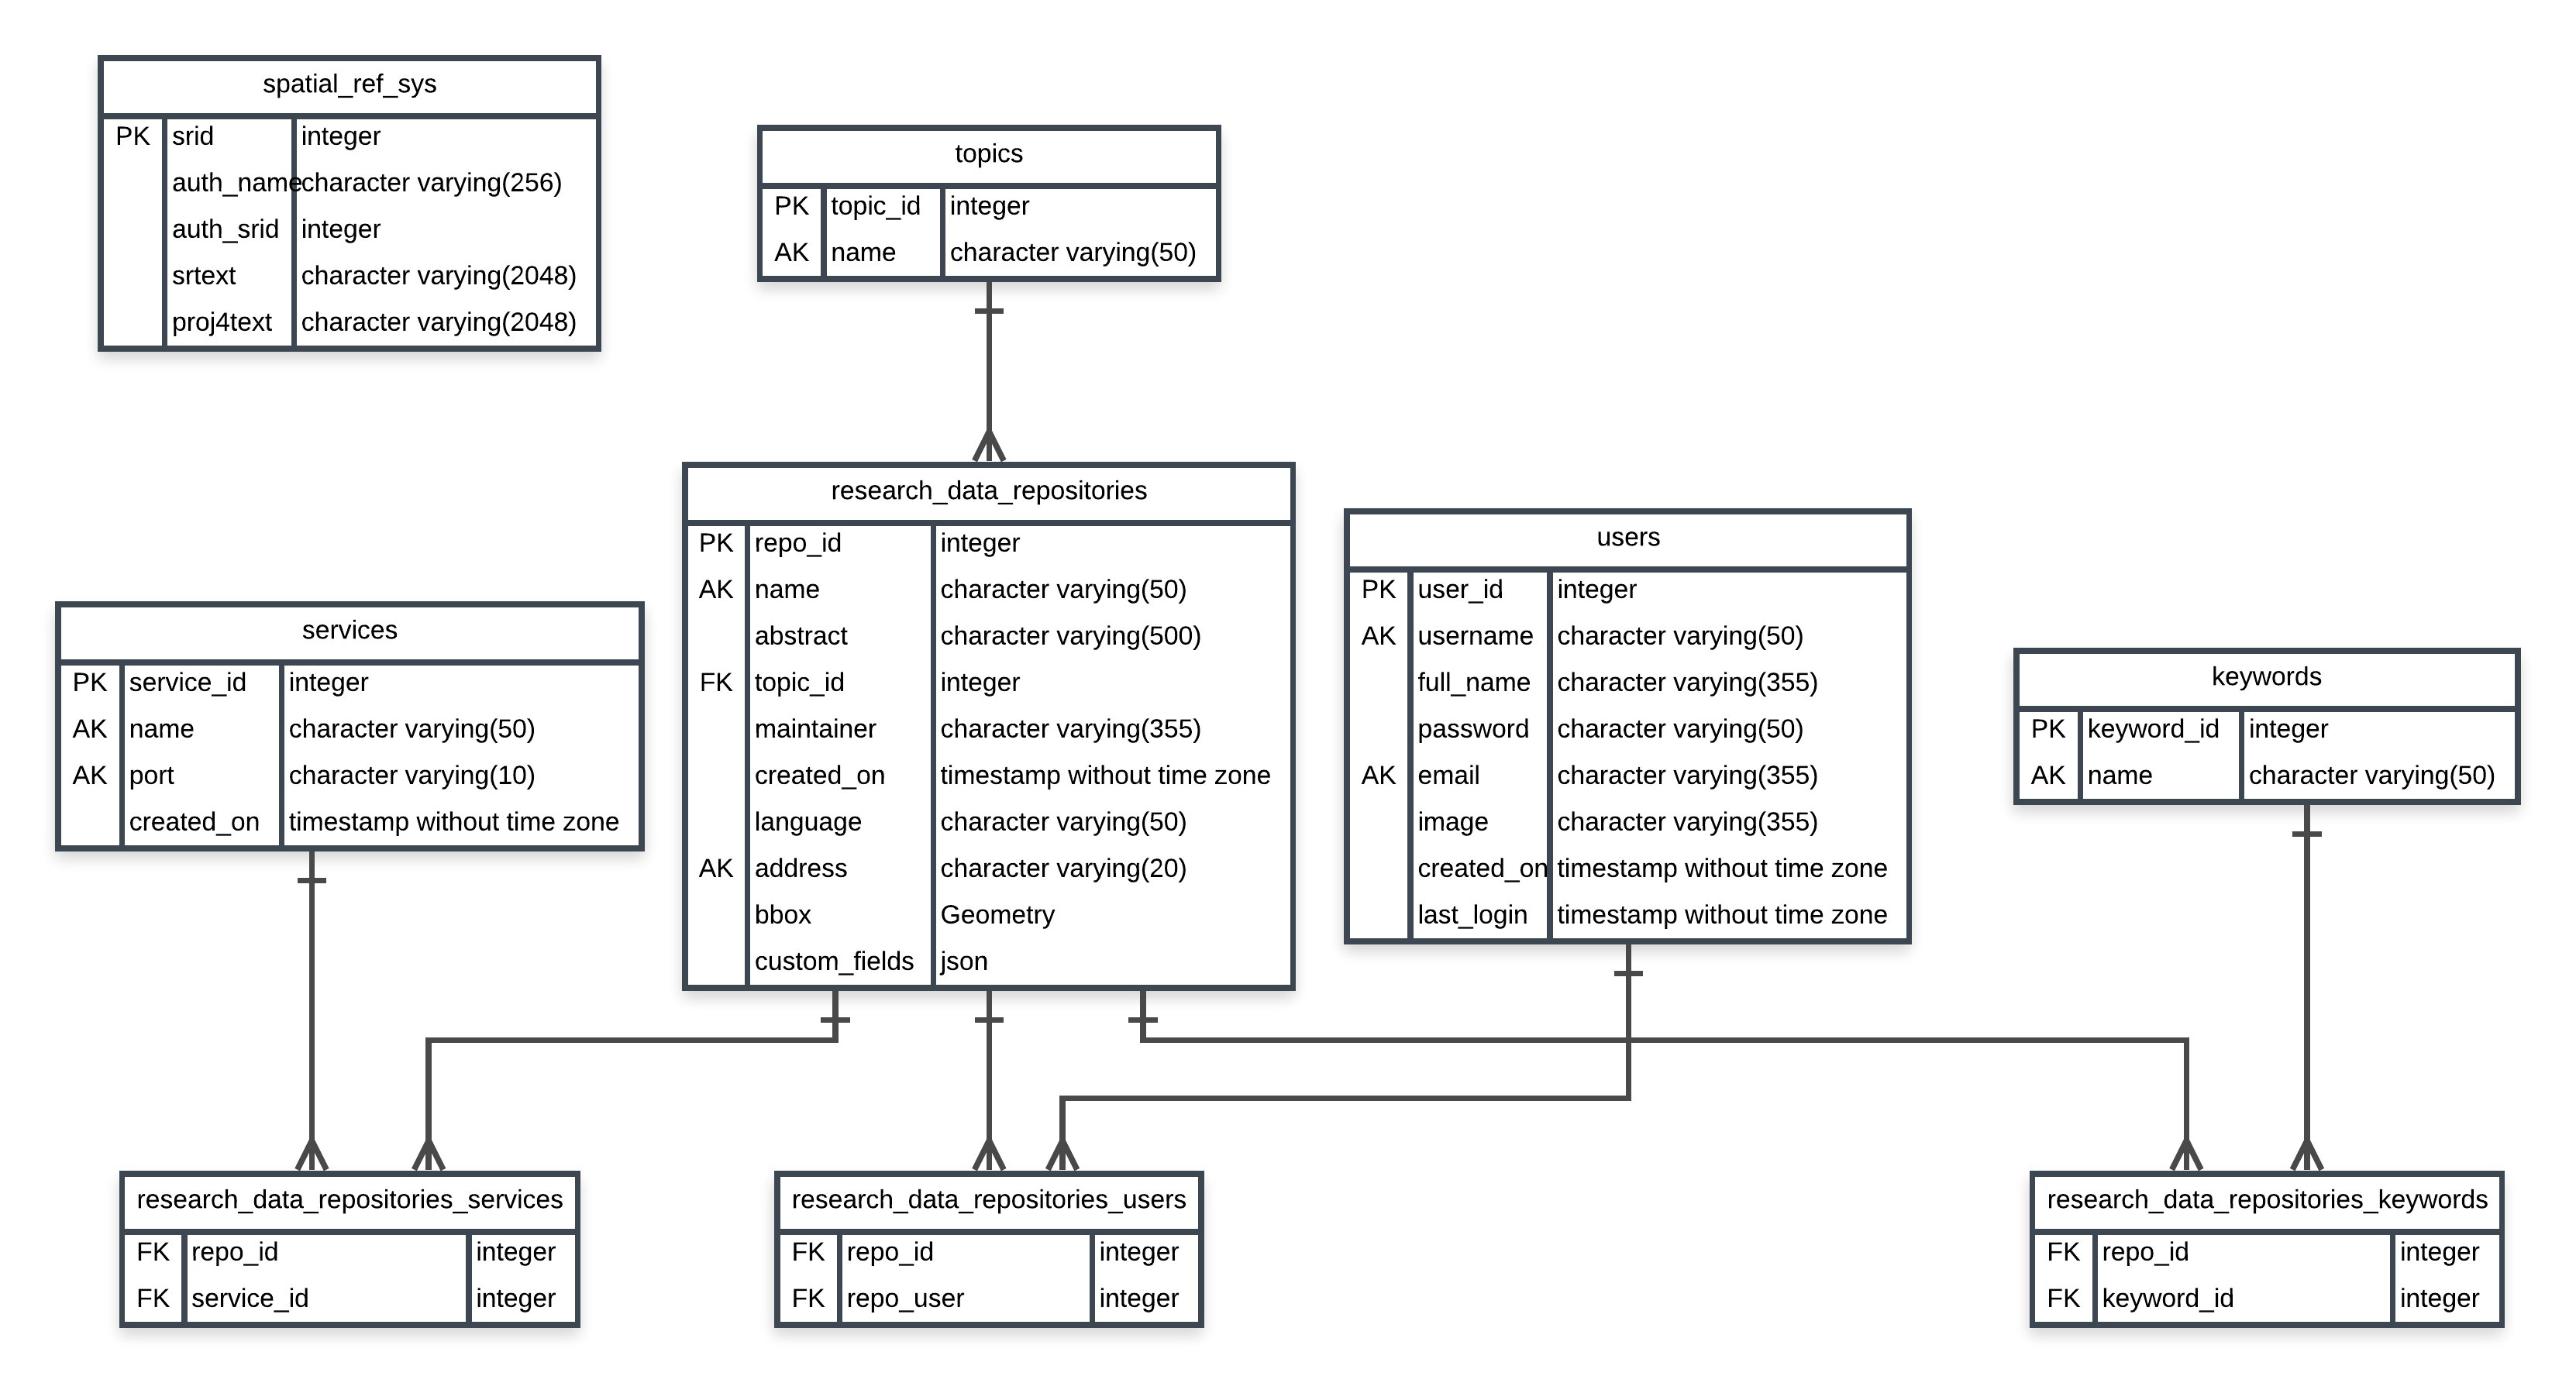 spatial_ref_sys
PK srid integer
auth_name character varying(256)
auth_srid integer
srtext character varying(2048)
proj4text character varying(2048)
topics
PK topic_id integer
AK name character varying(50)
research_data_repositories
PK repo_id integer
AK name character varying(50)
abstract character varying(500)
FK topic_id integer
maintainer character varying(355)
created_on timestamp without time zone
language character varying(50)
AK address character varying(20)
bbox Geometry
custom_fields json
users
PK user_id integer
AK username character varying(50)
full_name character varying(355)
password character varying(50)
AK email character varying(355)
image character varying(355)
created_on timestamp without time zone
last_login timestamp without time zone
services
PK service_id integer
AK name character varying(50)
AK port character varying(10)
created_on timestamp without time zone
keywords
PK keyword_id integer
AK name character varying(50)
research_data_repositories_services
FK repo_id integer
FK service_id integer
research_data_repositories_users
FK repo_id integer
FK repo_user integer
research_data_repositories_keywords
FK repo_id integer
FK keyword_id integer